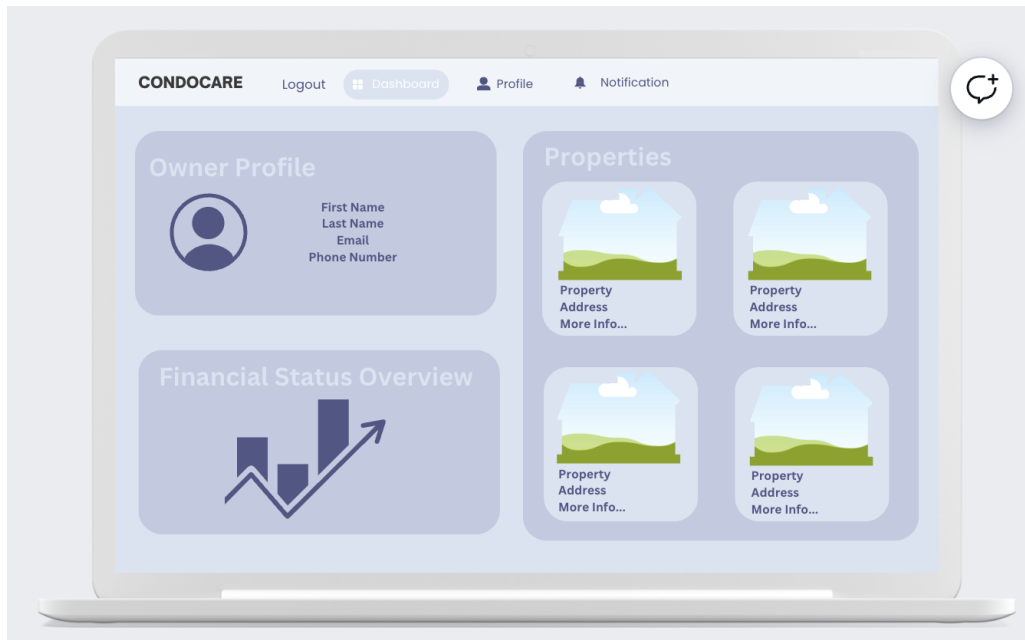 CONDOCARE
Logout
Dashboard
Profile
Notification
Owner Profile
First Name
Last Name
Email
Phone Number
Financial Status Overview
Properties
Property
Address
More Info...
Property
Address
More Info...
Property
Address
More Info...
Property
Address
More Info...